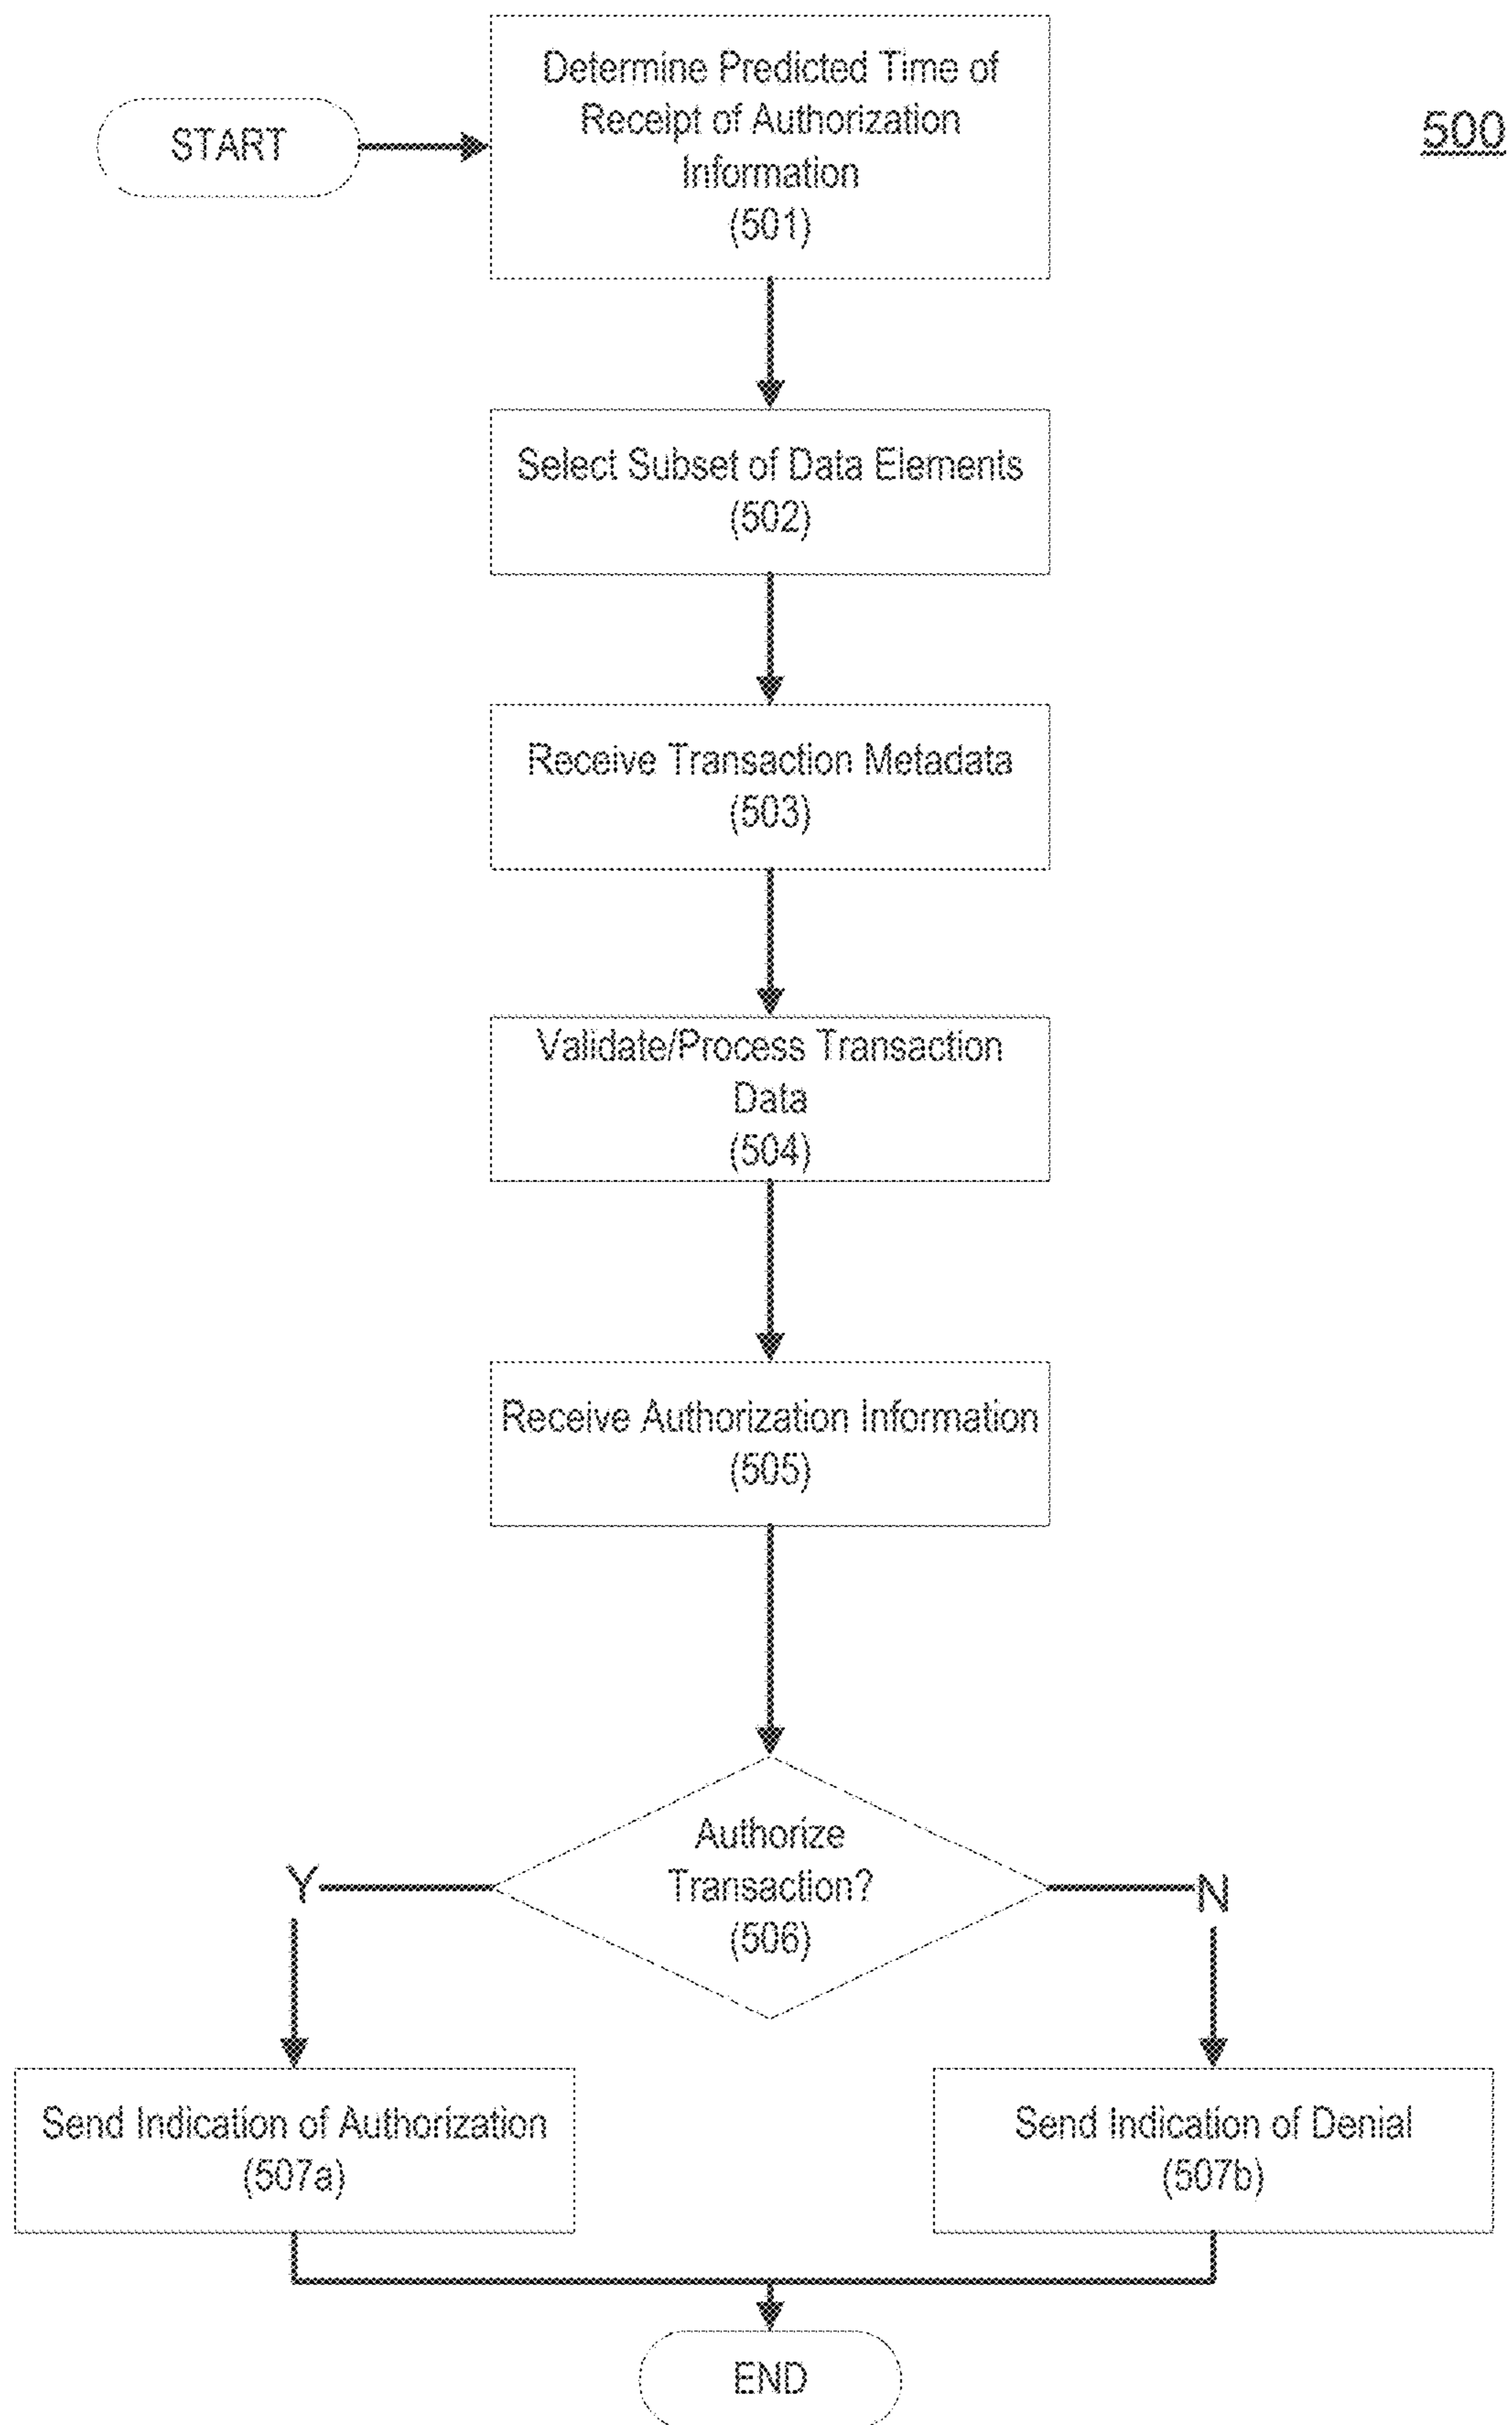 START
Determine Predicted Time of
Receipt of Authorization
Information
(501)
500
Select Subset of Data Elements
(502)
Receive Transaction Metadata
(503)
Validate/Process Transaction
Data
(504)
Receive Authorization Information
(505)
Authorize
Transaction?
(506)
Y
N
Send Indication of Authorization
(507a)
Send Indication of Denial
(507b)
END